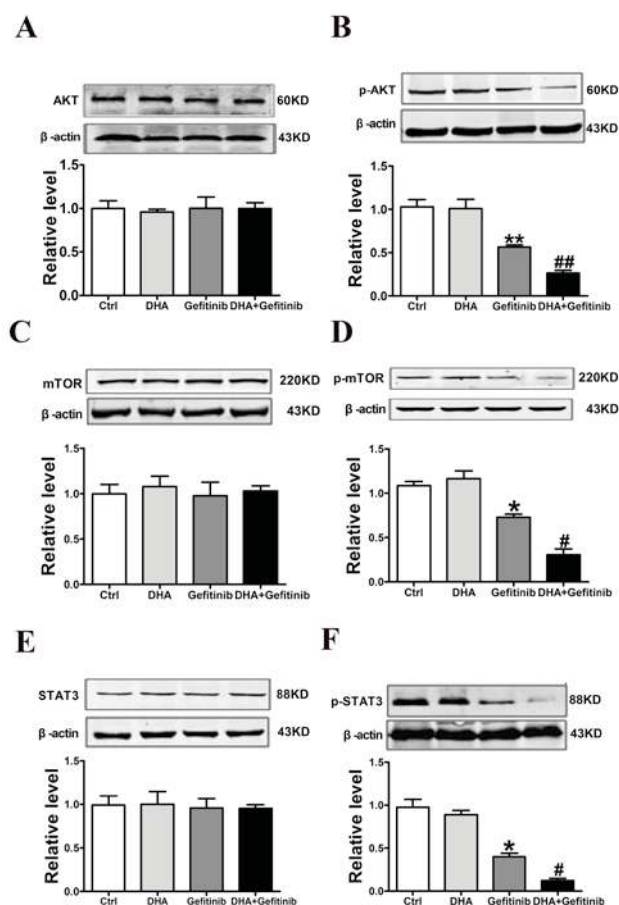 A
AKT 60KD
β-actin 43KD
Relative level
1.5
1.0
0.5
0.0
Ctrl DHA Gefitinib DHA+Gefitinib
B
p-AKT 60KD
β-actin 43KD
Relative level
1.5
1.0
0.5
0.0
**
##
Ctrl DHA Gefitinib DHA+Gefitinib
C
mTOR 220KD
β-actin 43KD
Relative level
1.5
1.0
0.5
0.0
Ctrl DHA Gefitinib DHA+Gefitinib
D
p-mTOR 220KD
β-actin 43KD
Relative level
1.5
1.0
0.5
0.0
*
#
Ctrl DHA Gefitinib DHA+Gefitinib
E
STAT3 88KD
β-actin 43KD
Relative level
1.5
1.0
0.5
0.0
Ctrl DHA Gefitinib DHA+Gefitinib
F
p-STAT3 88KD
β-actin 43KD
Relative level
1.5
1.0
0.5
0.0
*
#
Ctrl DHA Gefitinib DHA+Gefitinib